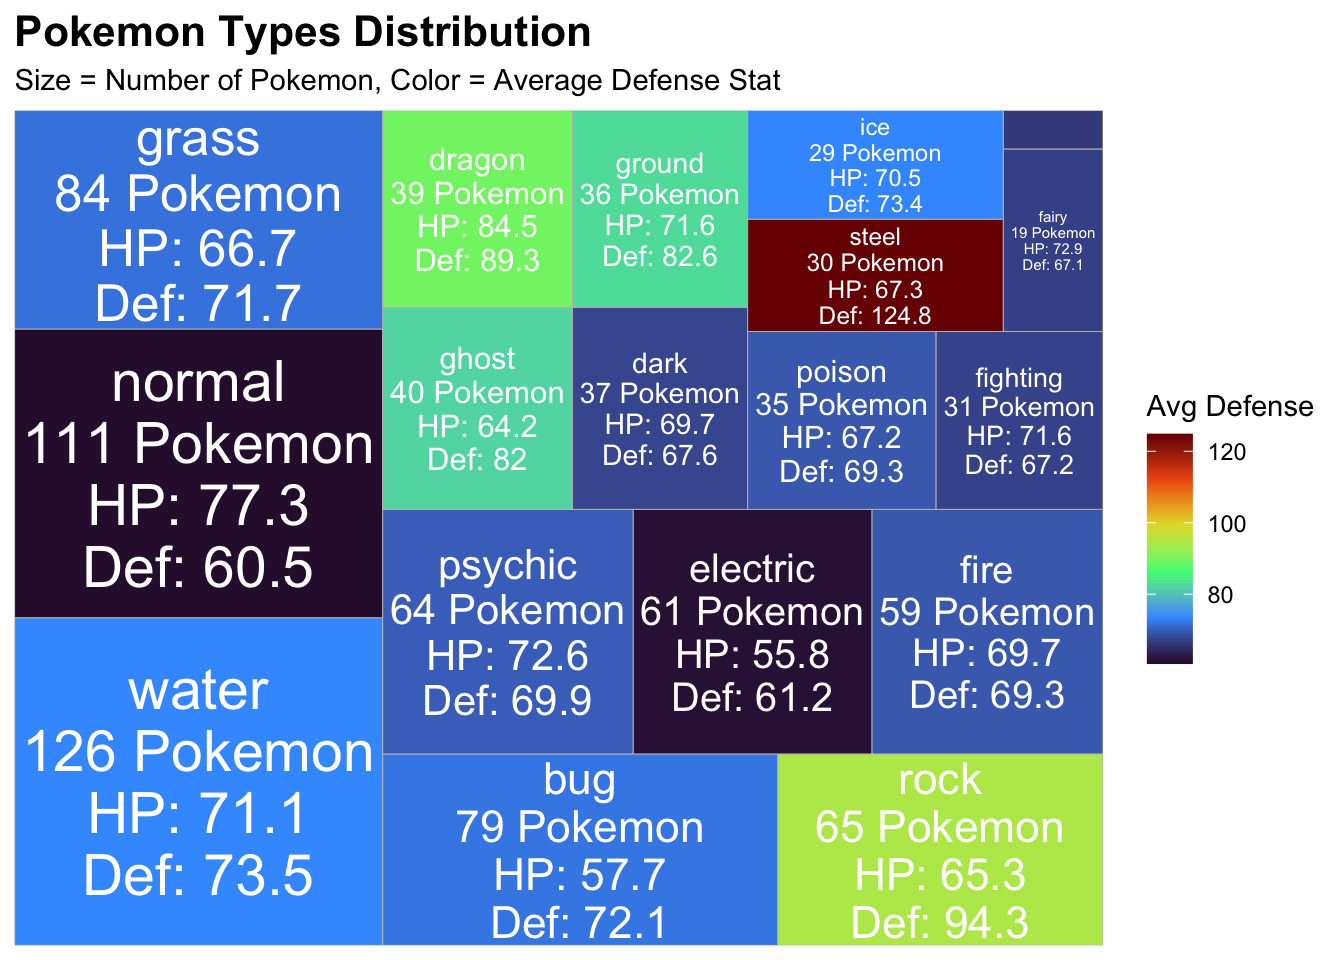 Pokemon Types Distribution
Size = Number of Pokemon, Color = Average Defense Stat
grass
84 Pokemon
HP: 66.7
Def: 71.7
normal
111 Pokemon
HP: 77.3
Def: 60.5
water
126 Pokemon
HP: 71.1
Def: 73.5
dragon
39 Pokemon
HP: 84.5
Def: 89.3
ground
36 Pokemon
HP: 71.6
Def: 82.6
ghost
40 Pokemon
HP: 64.2
Def: 82
dark
37 Pokemon
HP: 69.7
Def: 67.6
ice
29 Pokemon
HP: 70.5
Def: 73.4
steel
30 Pokemon
HP: 67.3
Def: 124.8
fairy
19 Pokemon
HP: 72.9
Def: 67.1
poison
35 Pokemon
HP: 67.2
Def: 69.3
fighting
31 Pokemon
HP: 71.6
Def: 67.2
psychic
64 Pokemon
HP: 72.6
Def: 69.9
electric
61 Pokemon
HP: 55.8
Def: 61.2
fire
59 Pokemon
HP: 69.7
Def: 69.3
bug
79 Pokemon
HP: 57.7
Def: 72.1
rock
65 Pokemon
HP: 65.3
Def: 94.3
Avg Defense
120
100
80